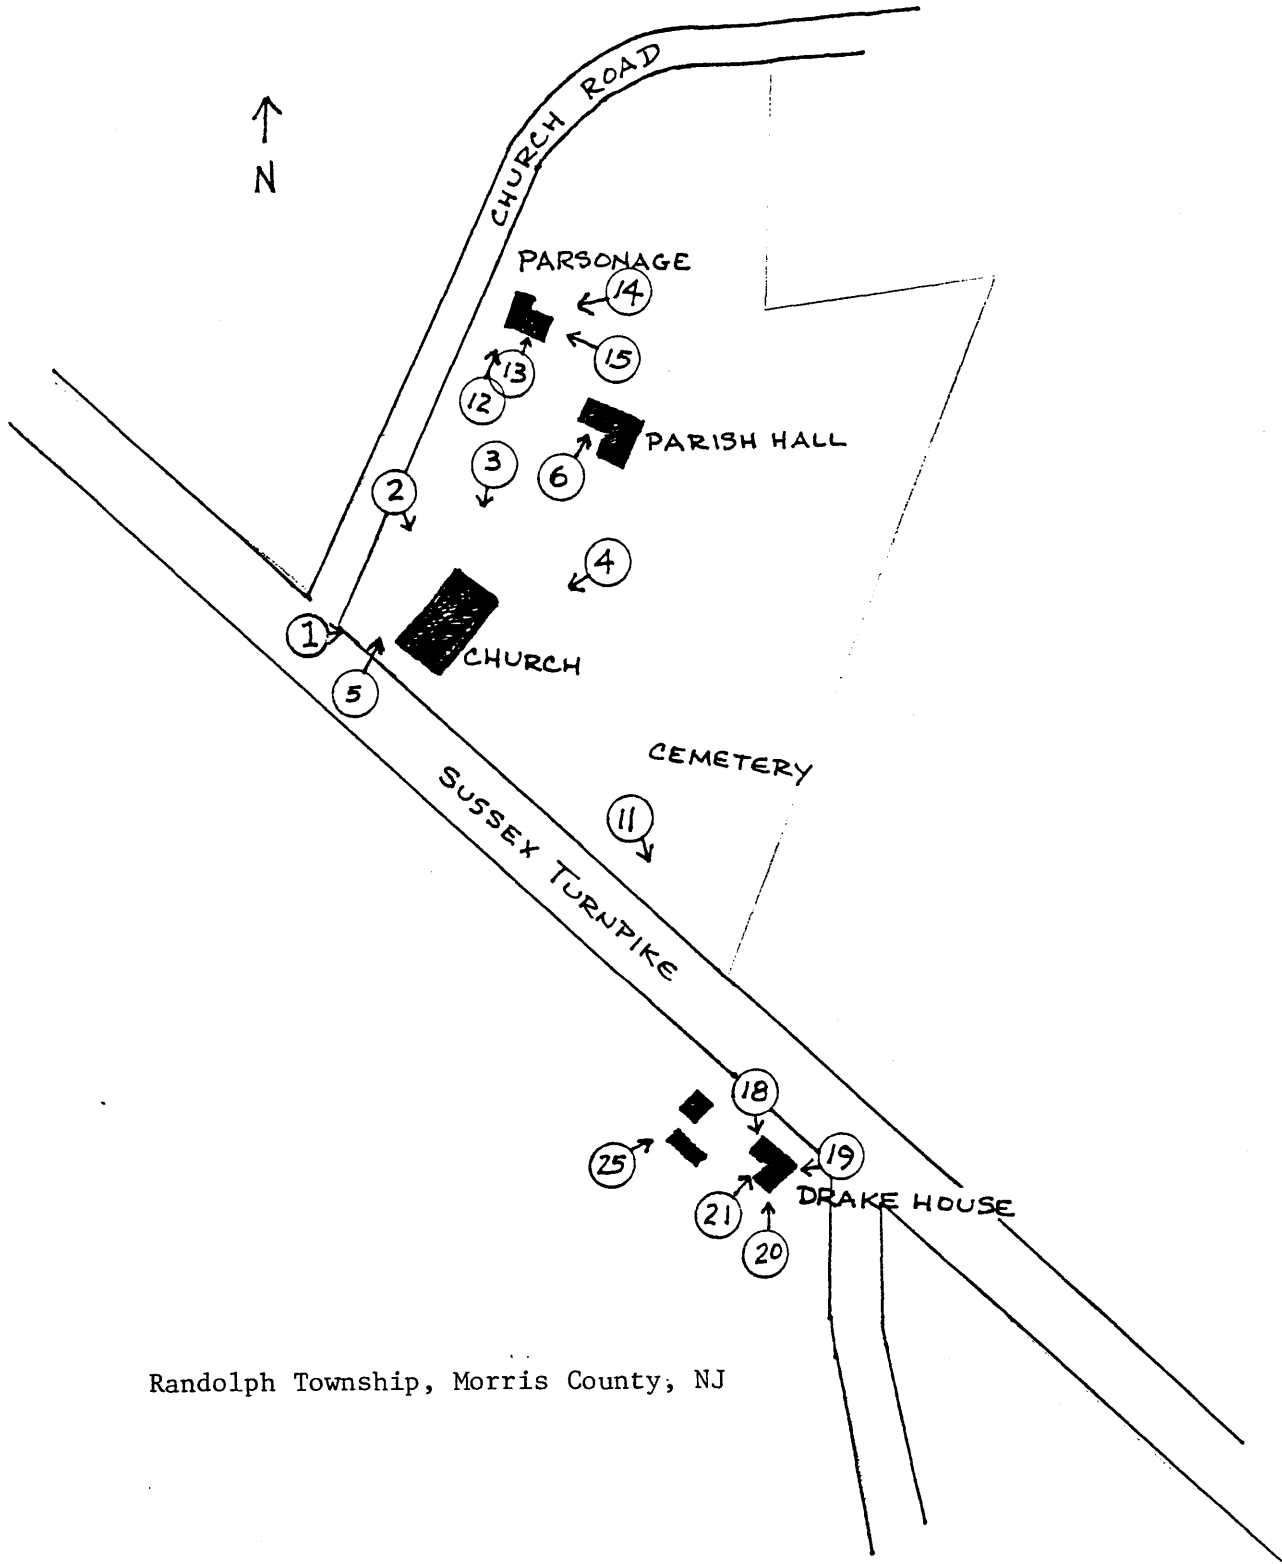 CHURCH ROAD
N
PARSONAGE
14
15
13
12
PARISH HALL
3
6
2
4
1
CHURCH
5
CEMETERY
11
SUSSEX TURNPIKE
18
19
25
DRAKE HOUSE
21
20
Randolph Township, Morris County, NJ